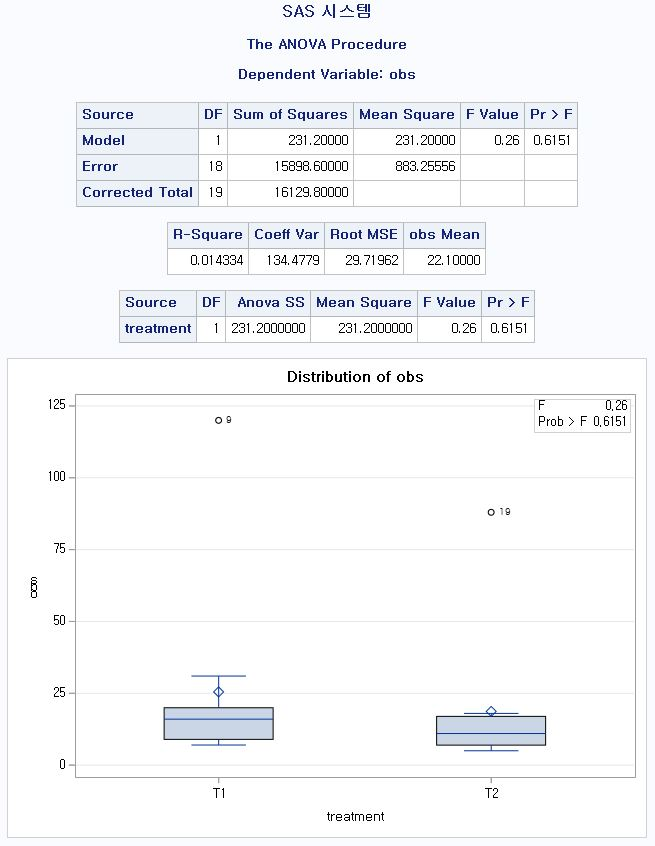 SAS 시스템
The ANOVA Procedure
Dependent Variable: obs
Source DF Sum of Squares Mean Square F Value Pr > F
Model 1 231.20000 231.20000 0.26 0.6151
Error 18 15898.60000 883.25556
Corrected Total 19 16129.80000
R-Square Coeff Var Root MSE obs Mean
0.014334 134.4779 29.71962 22.10000
Source DF Anova SS Mean Square F Value Pr > F
treatment 1 231.2000000 231.2000000 0.26 0.6151
Distribution of obs
F 0.26
Prob > F 0.6151
125
100
75
50
25
0
obs
9
19
T1
T2
treatment